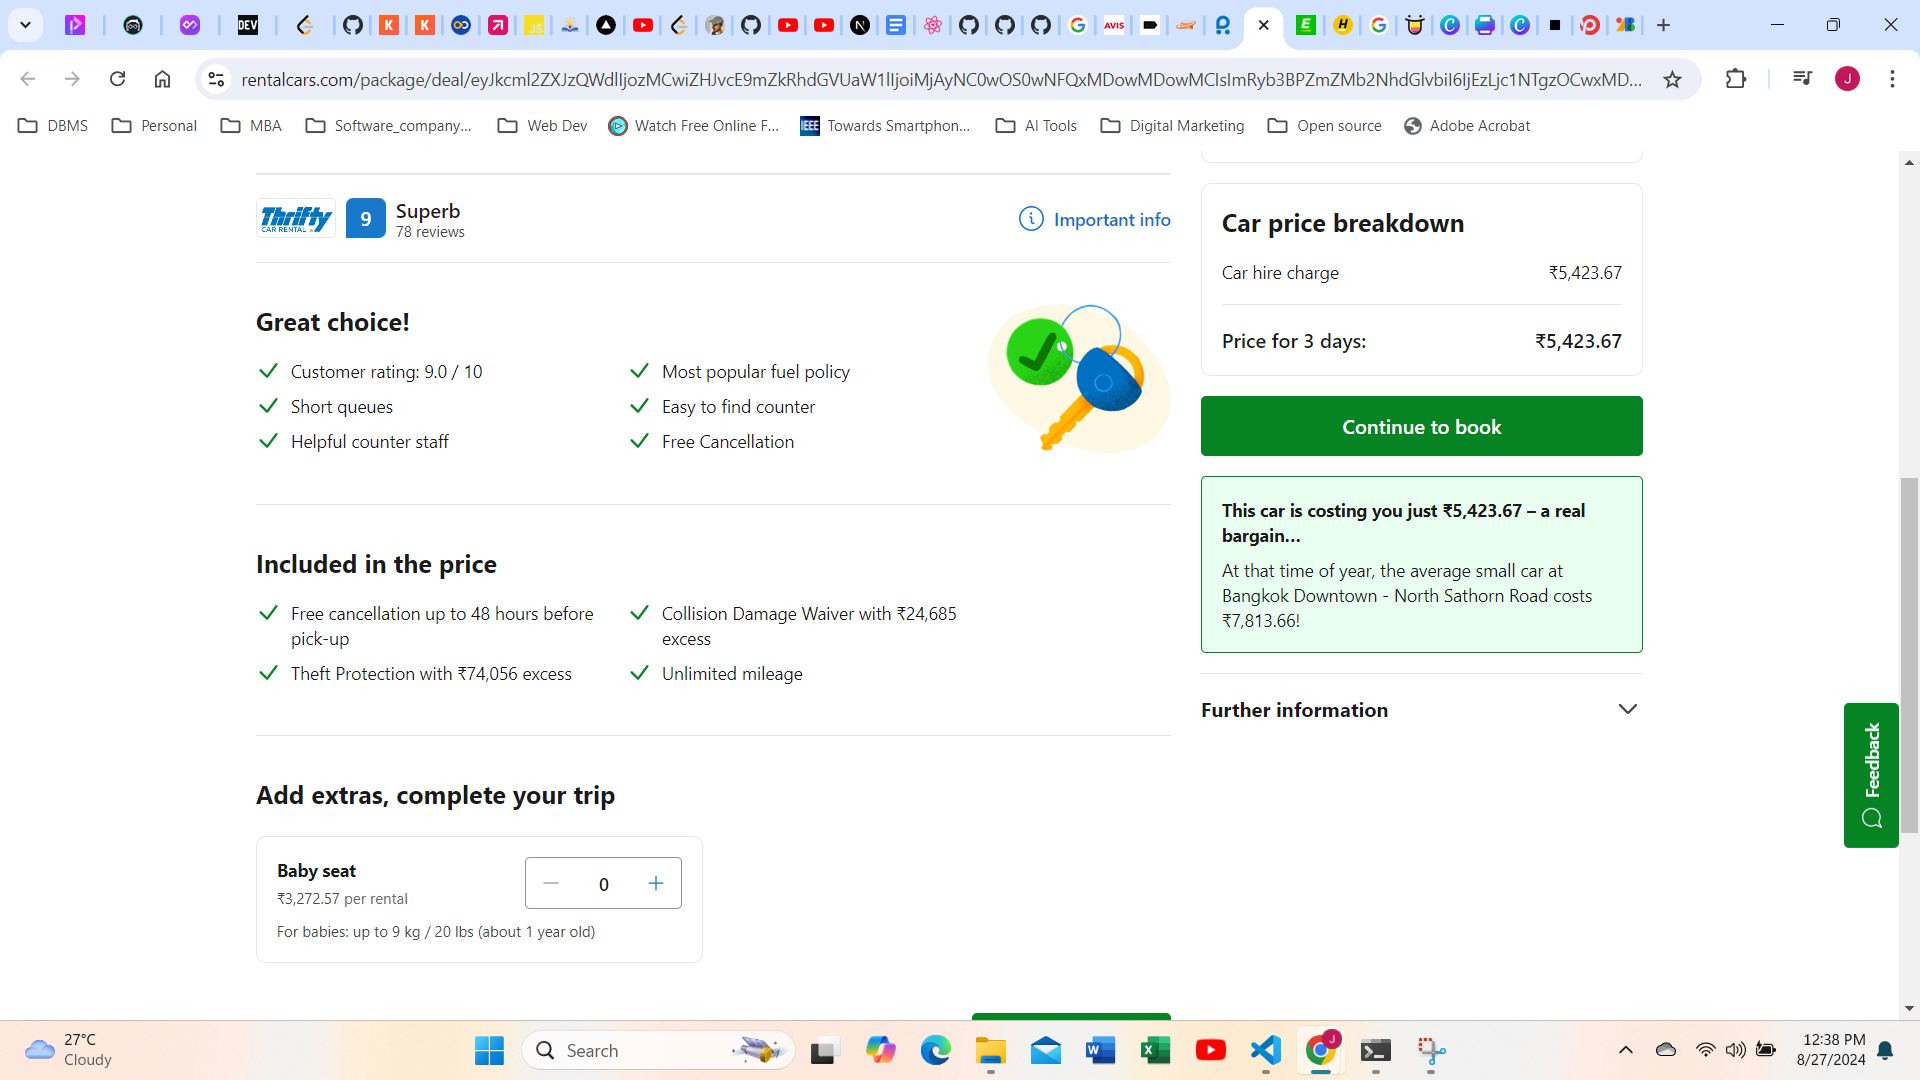 DEV
AVIS
rentalcars.com/package/deal/eyJkcml2ZXJzQWdlIjozMCwiZHJvcE9mZkRhdGVUaW1lIjoiMjAyNC0wOS0wNFQxMDowMDowMCIsImRyb3BPZmZMb2NhdGlvbiI6IjEzLjc1NTgzOCwxMD...
J
DBMS
Personal
MBA
Software_company...
Web Dev
Watch Free Online F...
IEEE
Towards Smartphon...
AI Tools
Digital Marketing
Open source
Adobe Acrobat
Thrifty
CAR RENTAL
9
Superb
78 reviews
Important info
Great choice!
Customer rating: 9.0 / 10
Most popular fuel policy
Short queues
Easy to find counter
Helpful counter staff
Free Cancellation
Included in the price
Free cancellation up to 48 hours before
pick-up
Collision Damage Waiver with ₹24,685
excess
Theft Protection with ₹74,056 excess
Unlimited mileage
Add extras, complete your trip
Baby seat
₹3,272.57 per rental
0
For babies: up to 9 kg / 20 lbs (about 1 year old)
Car price breakdown
Car hire charge ₹5,423.67
Price for 3 days: ₹5,423.67
Continue to book
This car is costing you just ₹5,423.67 – a real
bargain…
At that time of year, the average small car at
Bangkok Downtown - North Sathorn Road costs
₹7,813.66!
Further information
Feedback
27°C
Cloudy
Search
J
12:38 PM
8/27/2024